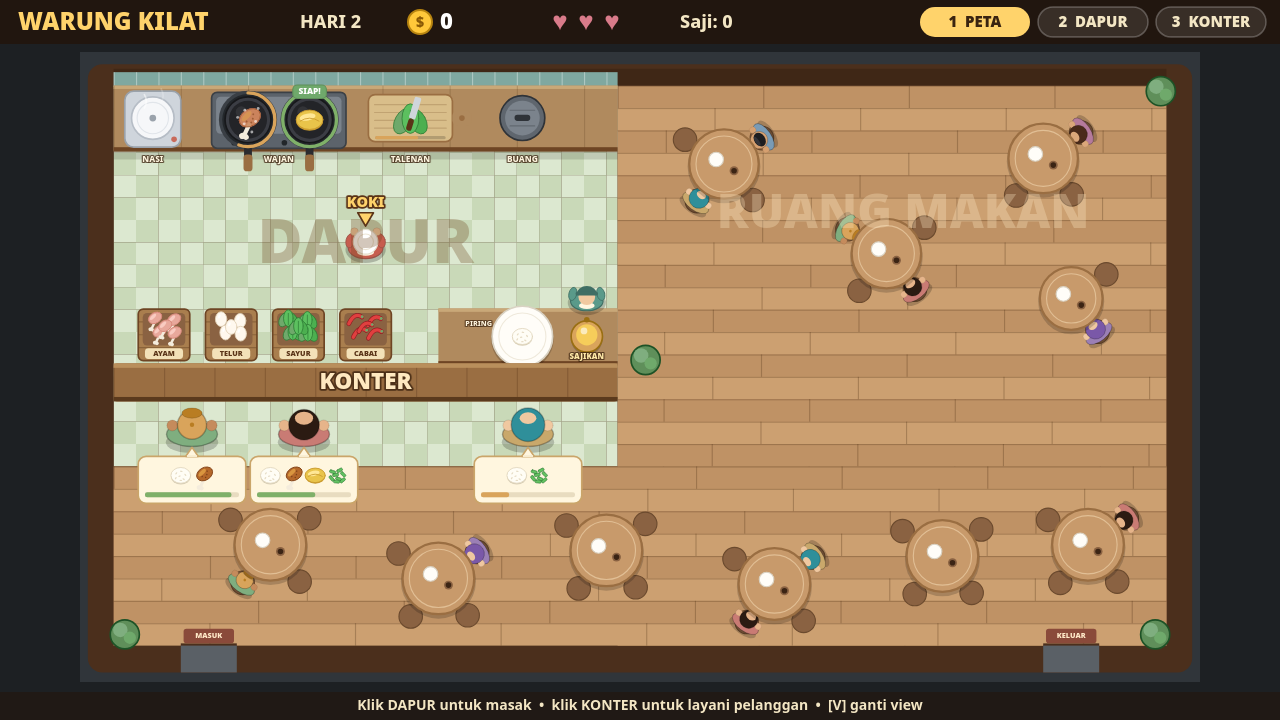 WARUNG KILAT
HARI 2
$ 0
Saji: 0
1 PETA
2 DAPUR
3 KONTER
SIAP!
NASI
WAJAN
TALENAN
BUANG
KOKI
DAPUR
RUANG MAKAN
PIRING
SAJIKAN
AYAM
TELUR
SAYUR
CABAI
KONTER
MASUK
KELUAR
Klik DAPUR untuk masak • klik KONTER untuk layani pelanggan • [V] ganti view